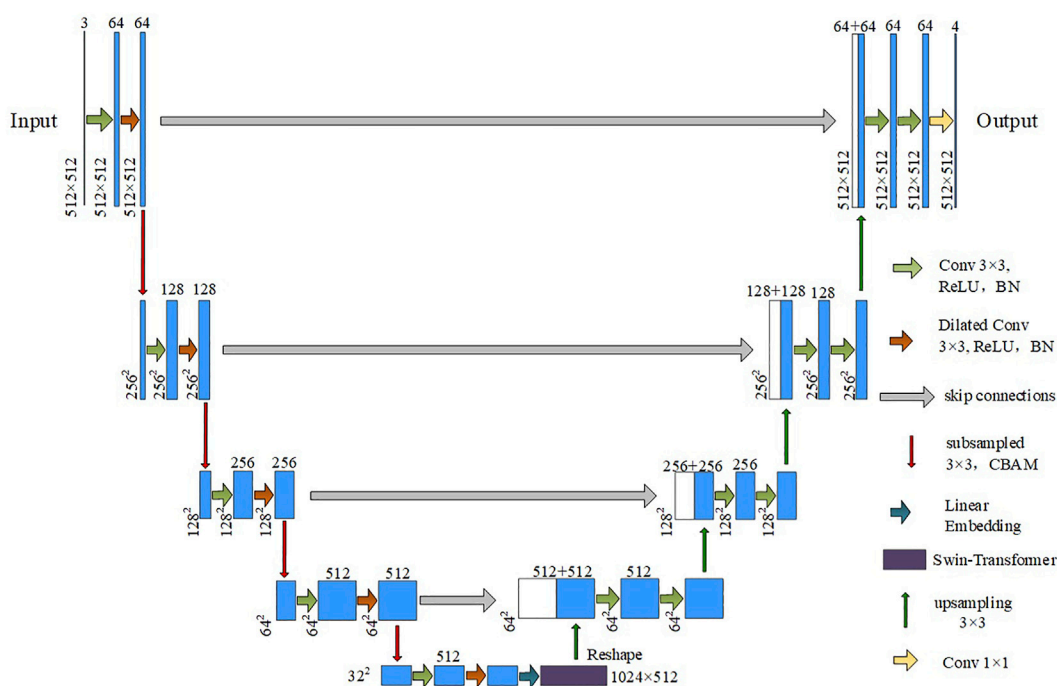 3 64 64
64+64 64 64 4
Input
Output
512×512 512×512 512×512
512×512 512×512 512×512 512×512
128 128
128+128 128
256² 256² 256²
256² 256² 256²
256 256
256+256 256
128² 128² 128²
128² 128² 128²
512 512
512+512 512
64² 64² 64²
64² 64² 64²
512
Reshape
32²
1024×512
Conv 3×3,
ReLU，BN
Dilated Conv
3×3, ReLU，BN
skip connections
subsampled
3×3，CBAM
Linear
Embedding
Swin-Transformer
upsampling
3×3
Conv 1×1